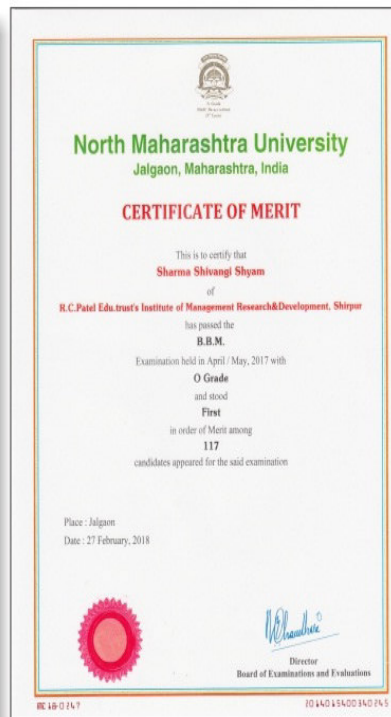 North Maharashtra University
Jalgaon, Maharashtra, India
CERTIFICATE OF MERIT
This is to certify that
Sharma Shivangi Shyam
of
R.C.Patel Edu.trust's Institute of Management Research&Development, Shirpur
has passed the
B.B.M.
Examination held in April / May, 2017 with
O Grade
and stood
First
in order of Merit among
117
candidates appeared for the said examination
Place : Jalgaon
Date : 27 February, 2018
Director
Board of Examinations and Evaluations